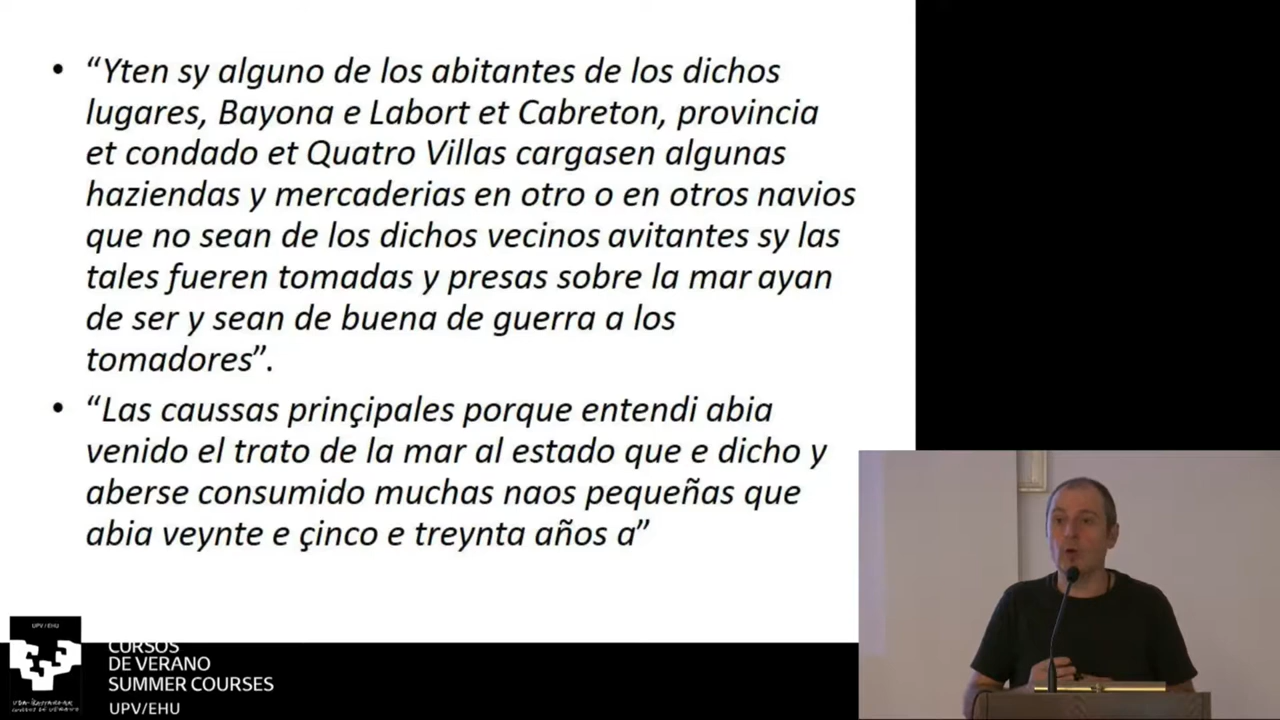 • “Yten sy alguno de los abitantes de los dichos
lugares, Bayona e Labort et Cabreton, provincia
et condado et Quatro Villas cargasen algunas
haziendas y mercaderias en otro o en otros navios
que no sean de los dichos vecinos avitantes sy las
tales fueren tomadas y presas sobre la mar ayan
de ser y sean de buena de guerra a los
tomadores”.
• “Las caussas prinçipales porque entendi abia
venido el trato de la mar al estado que e dicho y
aberse consumido muchas naos pequeñas que
abia veynte e çinco e treynta años a”
UPV/EHU
CURSOS
DE VERANO
SUMMER COURSES
UPV/EHU